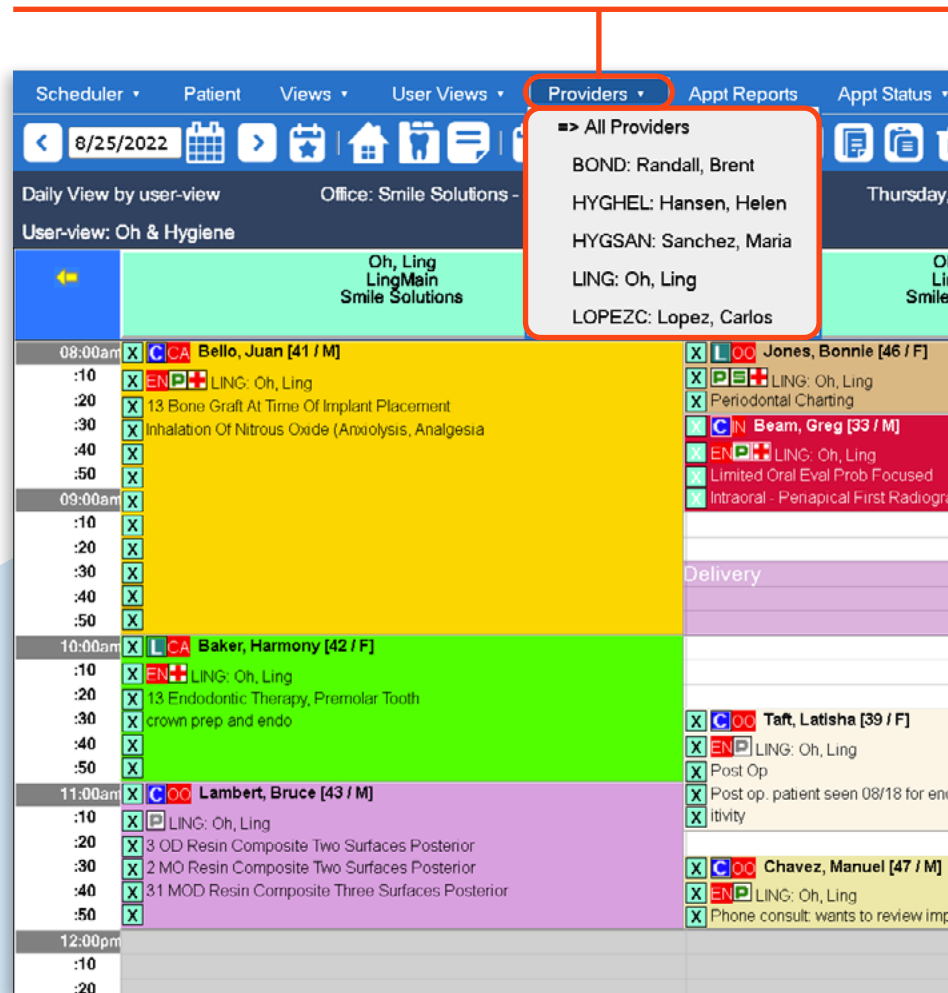 Scheduler Patient Views User Views Providers Appt Reports Appt Status
8/25/2022
=> All Providers
BOND: Randall, Brent
HYGHEL: Hansen, Helen
HYGSAN: Sanchez, Maria
LING: Oh, Ling
LOPEZC: Lopez, Carlos
Daily View by user-view Office: Smile Solutions - Thursday,
User-view: Oh & Hygiene
Oh, Ling
LingMain
Smile Solutions
08:00am X C CA Bello, Juan [41 / M]
:10 X EN P LING: Oh, Ling
:20 X 13 Bone Graft At Time Of Implant Placement
:30 X Inhalation Of Nitrous Oxide (Anxiolysis, Analgesia
:40 X
:50 X
09:00am X
:10 X
:20 X
:30 X
:40 X
:50 X
10:00am X L CA Baker, Harmony [42 / F]
:10 X EN LING: Oh, Ling
:20 X 13 Endodontic Therapy, Premolar Tooth
:30 X crown prep and endo
:40 X
:50 X
11:00am X C OO Lambert, Bruce [43 / M]
:10 X P LING: Oh, Ling
:20 X 3 OD Resin Composite Two Surfaces Posterior
:30 X 2 MO Resin Composite Two Surfaces Posterior
:40 X 31 MOD Resin Composite Three Surfaces Posterior
:50 X
12:00pm
:10
:20
X L OO Jones, Bonnie [46 / F]
X P S LING: Oh, Ling
X Periodontal Charting
X C IN Beam, Greg [33 / M]
X EN P LING: Oh, Ling
X Limited Oral Eval Prob Focused
X Intraoral - Periapical First Radiogra
Delivery
X C OO Taft, Latisha [39 / F]
X EN P LING: Oh, Ling
X Post Op
X Post op. patient seen 08/18 for end
X itivity
X C OO Chavez, Manuel [47 / M]
X EN P LING: Oh, Ling
X Phone consult: wants to review imp